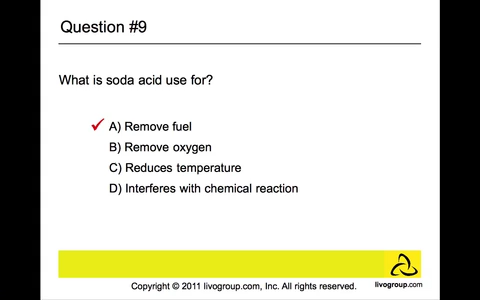 Question #9
What is soda acid use for?
A) Remove fuel
B) Remove oxygen
C) Reduces temperature
D) Interferes with chemical reaction
livogroup.com
Copyright © 2011 livogroup.com, Inc. All rights reserved.